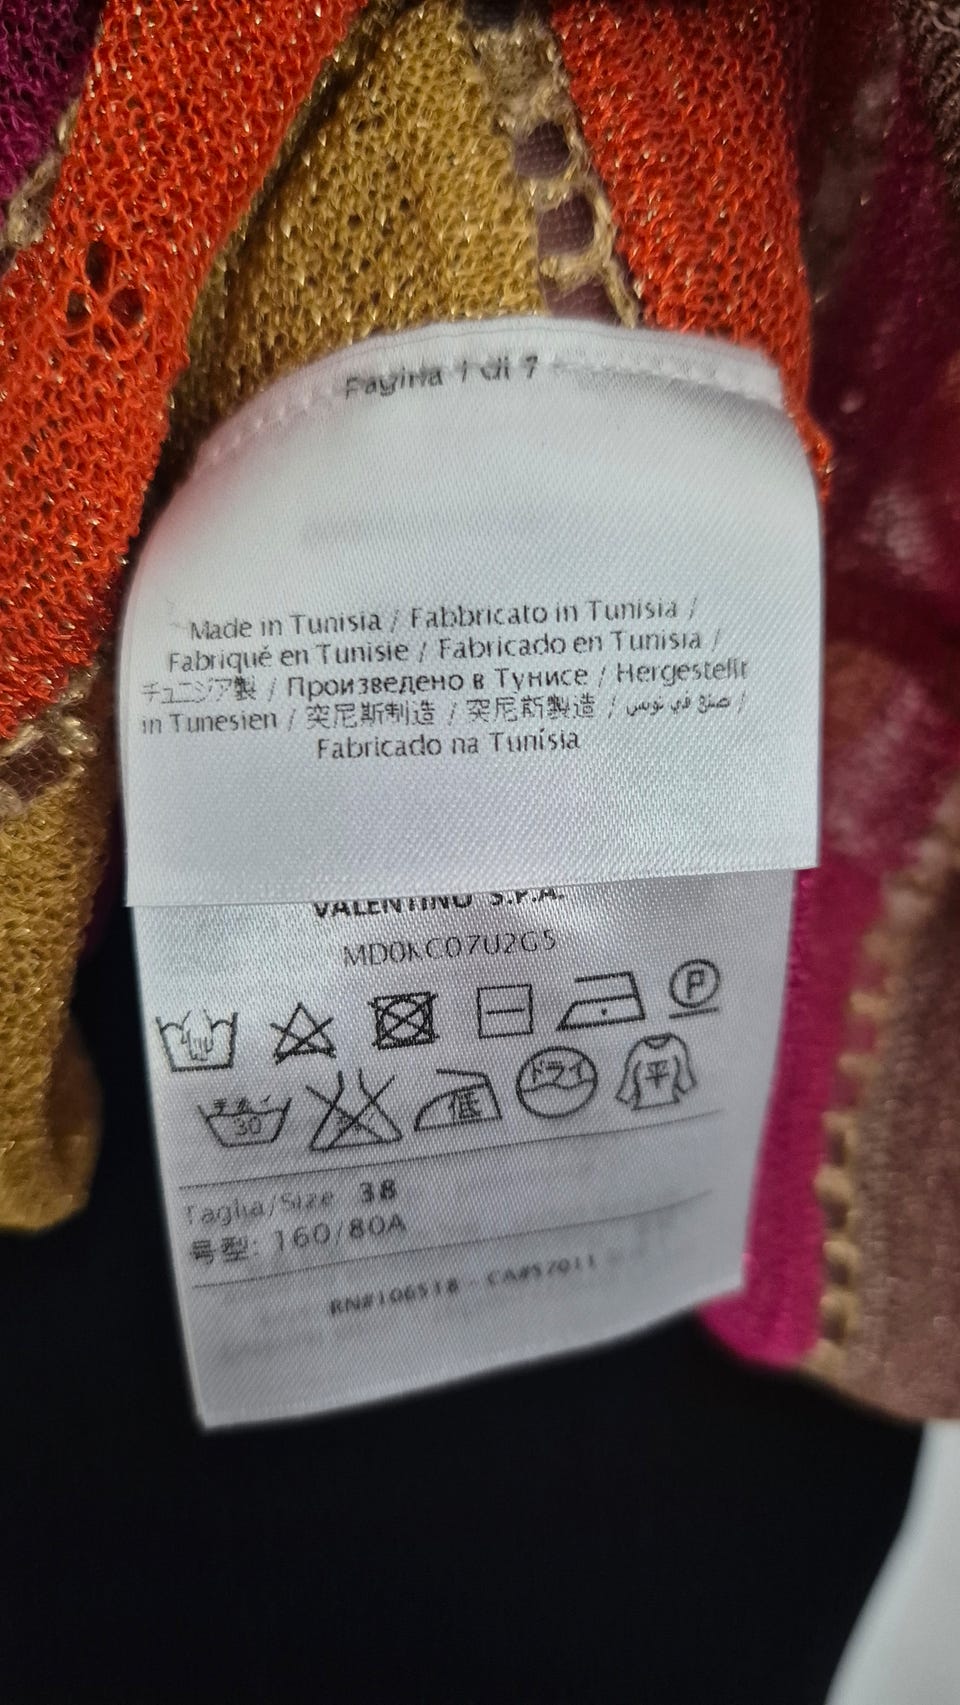 Pagina 1 di 7
Made in Tunisia / Fabbricato in Tunisia /
Fabriqué en Tunisie / Fabricado en Tunisia /
チュニジア製 / Произведено в Тунисе / Hergestellt
in Tunesien / 突尼斯制造 / 突尼斯製造 / صنع في تونس /
Fabricado na Tunísia
VALENTINO S.P.A.
MD0KC07U2G5
P
手洗イ 30 低 ドライ 平
Taglia/Size 38
号型: 160/80A
RN#106518 - CA#57011